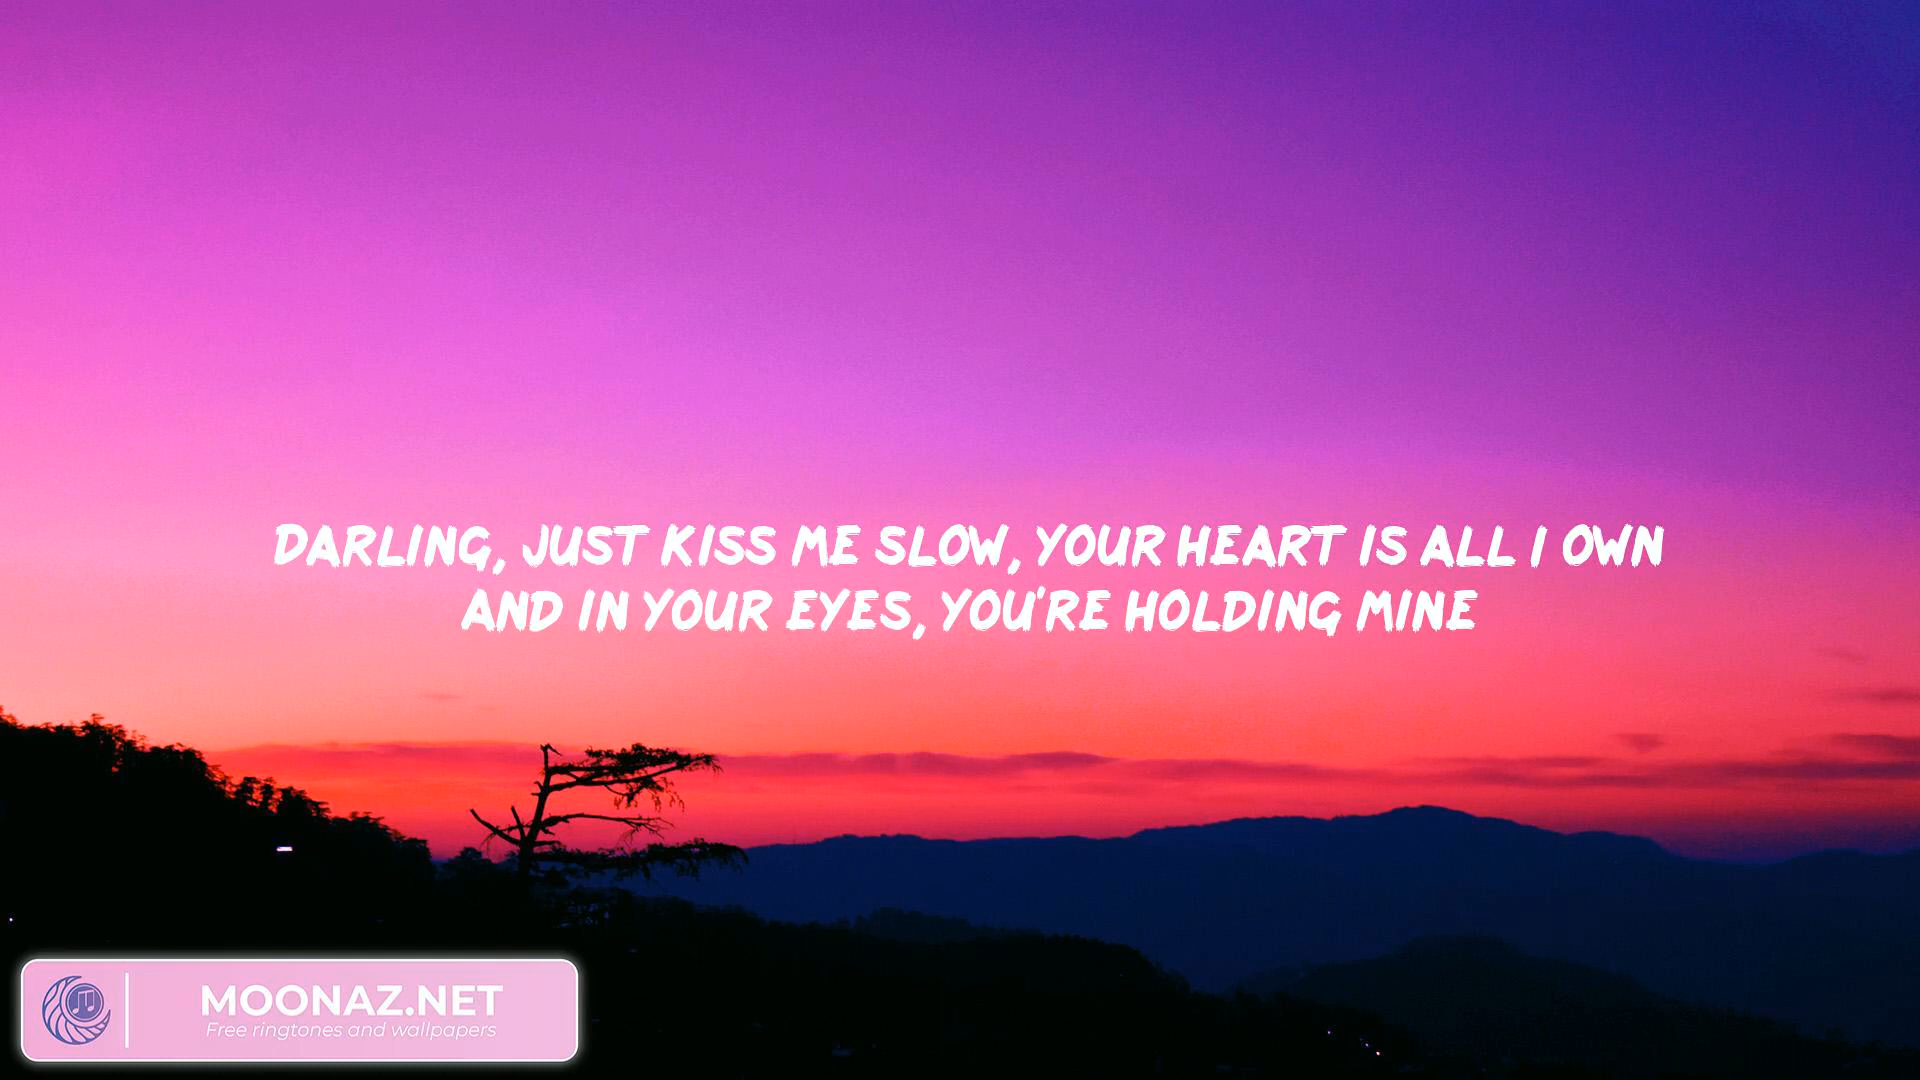 DARLING, JUST KISS ME SLOW, YOUR HEART IS ALL I OWN
AND IN YOUR EYES, YOU'RE HOLDING MINE
MOONAZ.NET
Free ringtones and wallpapers